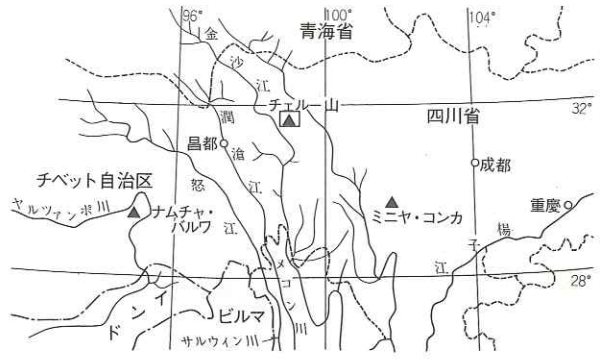 96°
100°
104°
青海省
金沙江
チェルー山
32°
四川省
瀾滄江
昌都
成都
チベット自治区
怒江
重慶
ヤルツァンポ川
ナムチャ・
バルワ
ミニヤ・コンカ
揚子江
28°
メコン川
インド
ビルマ
サルウィン川